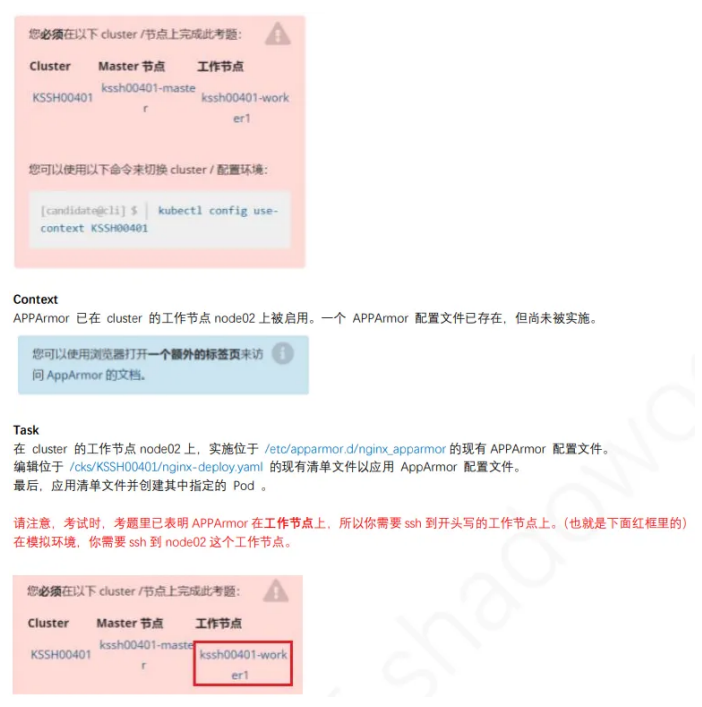 您必须在以下 cluster /节点上完成此考题:
Cluster Master 节点 工作节点
KSSH00401 kssh00401-maste
r kssh00401-work
er1
您可以使用以下命令来切换 cluster / 配置环境:
[candidate@cli] $ | kubectl config use-
context KSSH00401
Context
APPArmor 已在 cluster 的工作节点 node02 上被启用。一个 APPArmor 配置文件已存在，但尚未被实施。
您可以使用浏览器打开一个额外的标签页来访
问 AppArmor 的文档。
Task
在 cluster 的工作节点 node02 上，实施位于 /etc/apparmor.d/nginx_apparmor 的现有 APPArmor 配置文件。
编辑位于 /cks/KSSH00401/nginx-deploy.yaml 的现有清单文件以应用 AppArmor 配置文件。
最后，应用清单文件并创建其中指定的 Pod 。
请注意，考试时，考题里已表明 APPArmor 在工作节点上，所以你需要 ssh 到开头写的工作节点上。（也就是下面红框里的）
在模拟环境，你需要 ssh 到 node02 这个工作节点。
您必须在以下 cluster /节点上完成此考题:
Cluster Master 节点 工作节点
KSSH00401 kssh00401-maste
r kssh00401-work
er1
shadowo